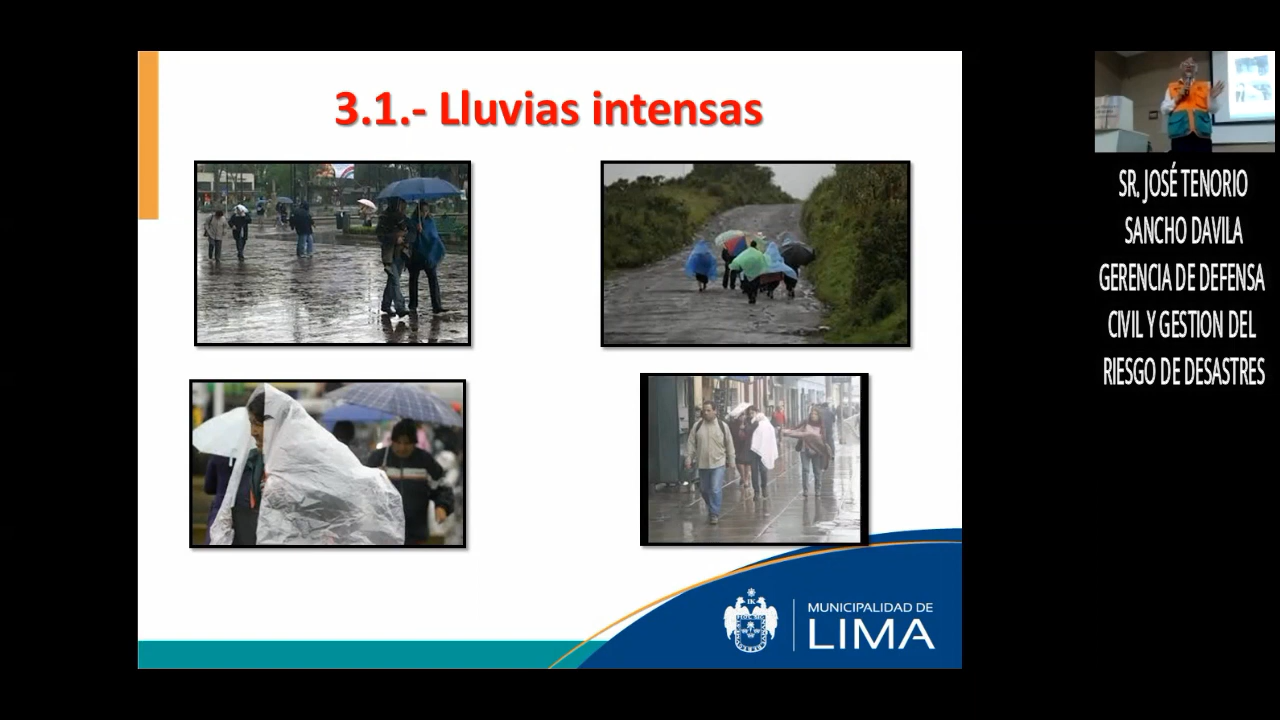 3.1.- Lluvias intensas
MUNICIPALIDAD DE
LIMA
SR. JOSÉ TENORIO
SANCHO DAVILA
GERENCIA DE DEFENSA
CIVIL Y GESTION DEL
RIESGO DE DESASTRES